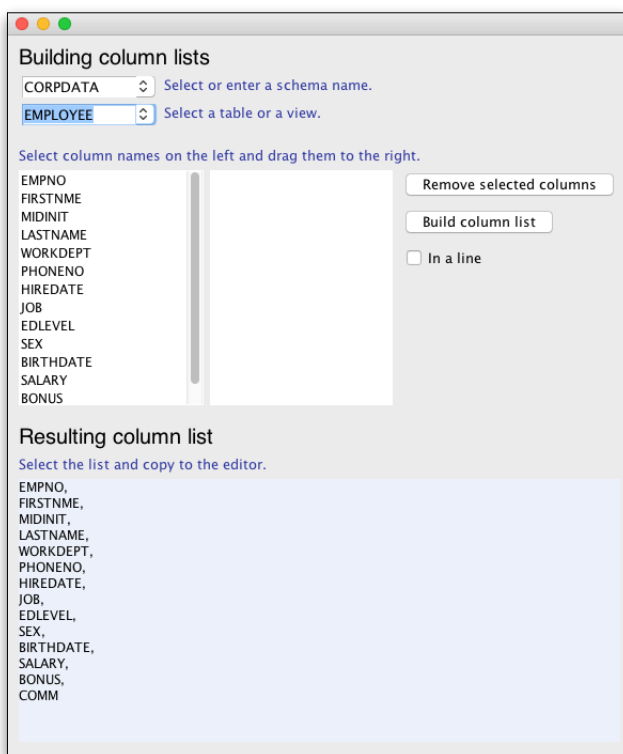 Building column lists
CORPDATA Select or enter a schema name.
EMPLOYEE Select a table or a view.
Select column names on the left and drag them to the right.
EMPNO
FIRSTNME
MIDINIT
LASTNAME
WORKDEPT
PHONENO
HIREDATE
JOB
EDLEVEL
SEX
BIRTHDATE
SALARY
BONUS
Remove selected columns
Build column list
In a line
Resulting column list
Select the list and copy to the editor.
EMPNO,
FIRSTNME,
MIDINIT,
LASTNAME,
WORKDEPT,
PHONENO,
HIREDATE,
JOB,
EDLEVEL,
SEX,
BIRTHDATE,
SALARY,
BONUS,
COMM